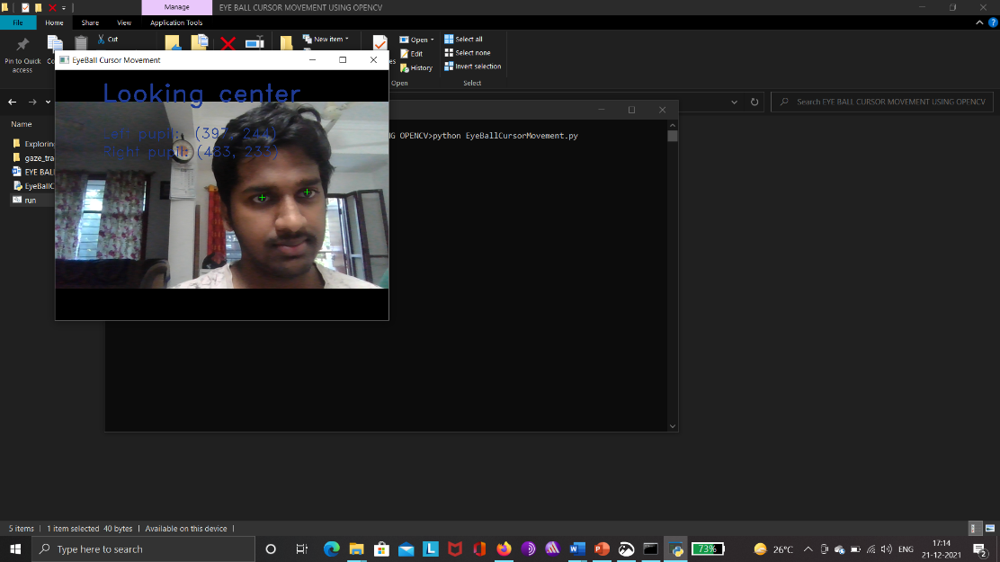 Manage
EYE BALL CURSOR MOVEMENT USING OPENCV
File
Home
Share
View
Application Tools
Pin to Quick
access
Cut
New item
Open
Edit
History
Select all
Select none
Invert selection
Open
Select
EyeBall Cursor Movement
Looking center
Left pupil: (397, 244)
Right pupil: (483, 233)
Search EYE BALL CURSOR MOVEMENT USING OPENCV
Name
Exploring
gaze_tra
EYE BAL
EyeBallC
run
NG OPENCV>python EyeBallCursorMovement.py
5 items
1 item selected 40 bytes
Available on this device
Type here to search
73%
26°C
ENG
17:14
21-12-2021
2